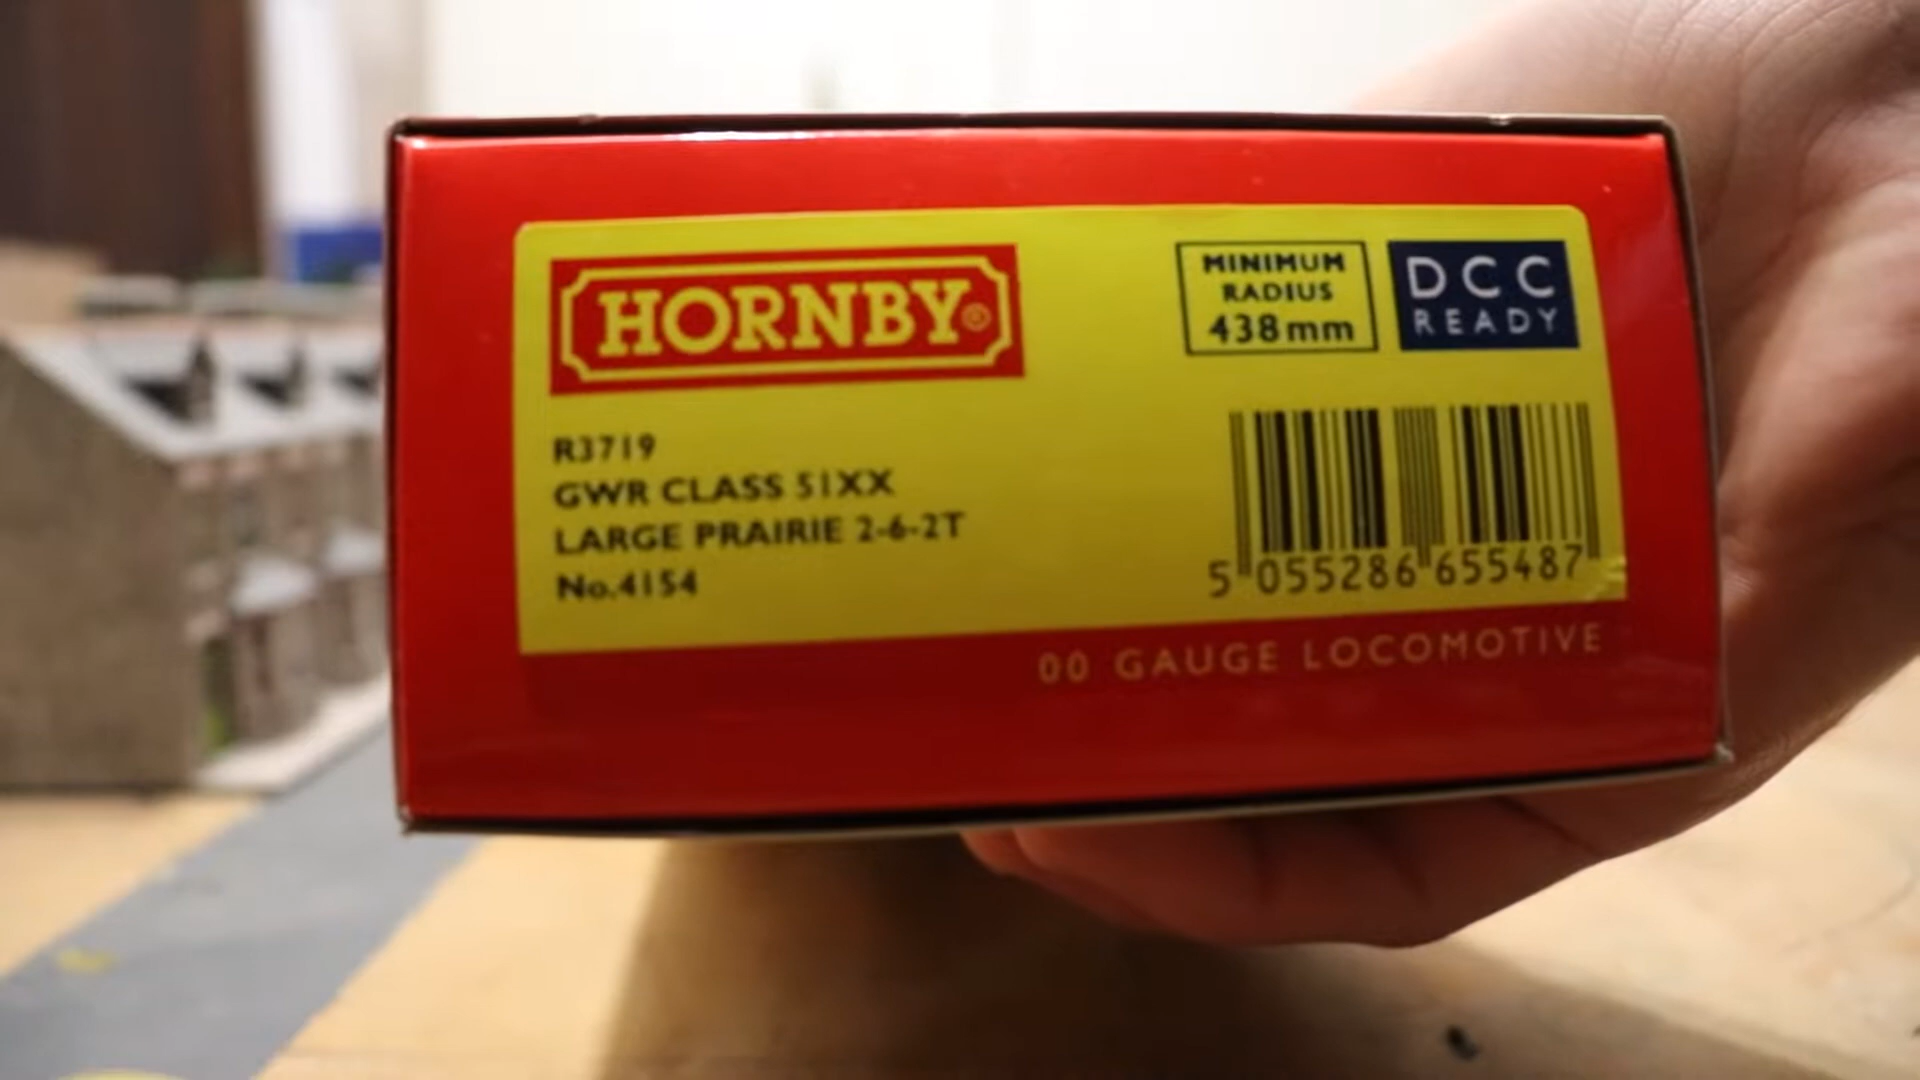 HORNBY®
MINIMUM
RADIUS
438mm
DCC
READY
R3719
GWR CLASS 51XX
LARGE PRAIRIE 2-6-2T
No.4154
5 055286 655487
00 GAUGE LOCOMOTIVE